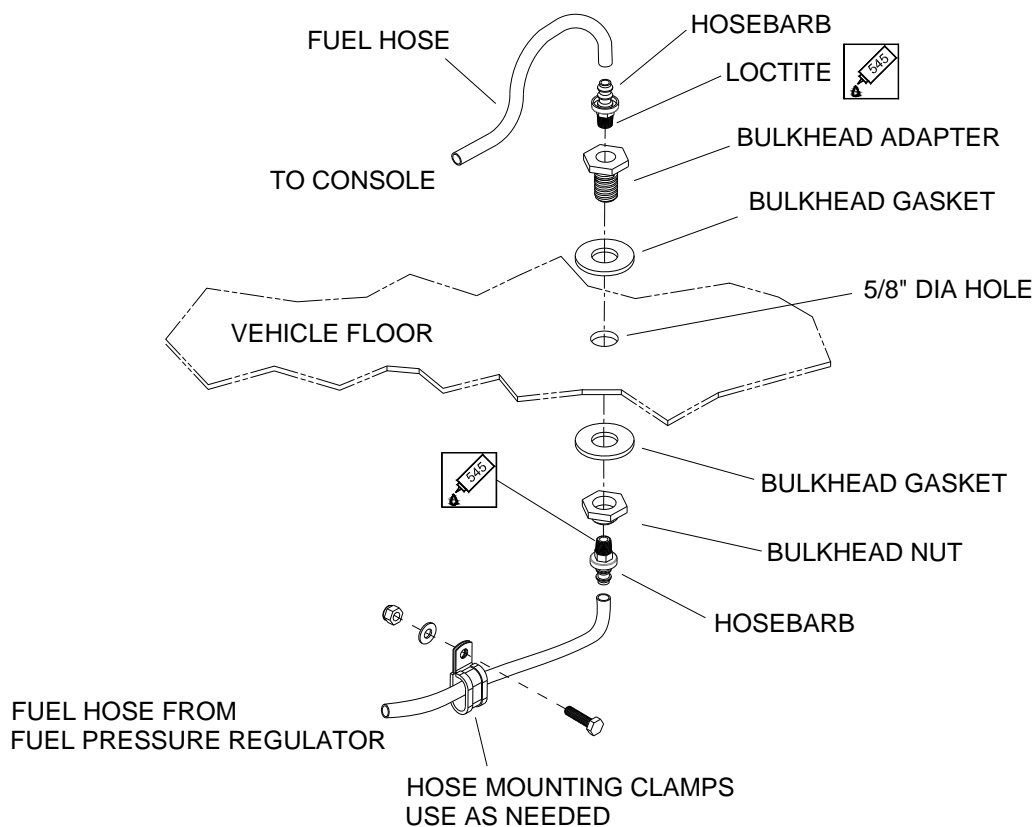 FUEL HOSE
HOSEBARB
LOCTITE
545
BULKHEAD ADAPTER
TO CONSOLE
BULKHEAD GASKET
5/8" DIA HOLE
VEHICLE FLOOR
545
BULKHEAD GASKET
BULKHEAD NUT
HOSEBARB
FUEL HOSE FROM
FUEL PRESSURE REGULATOR
HOSE MOUNTING CLAMPS
USE AS NEEDED